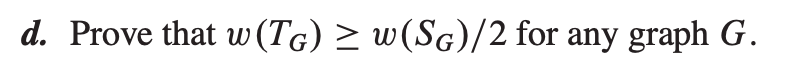 d. Prove that w(T_G) ≥ w(S_G)/2 for any graph G.